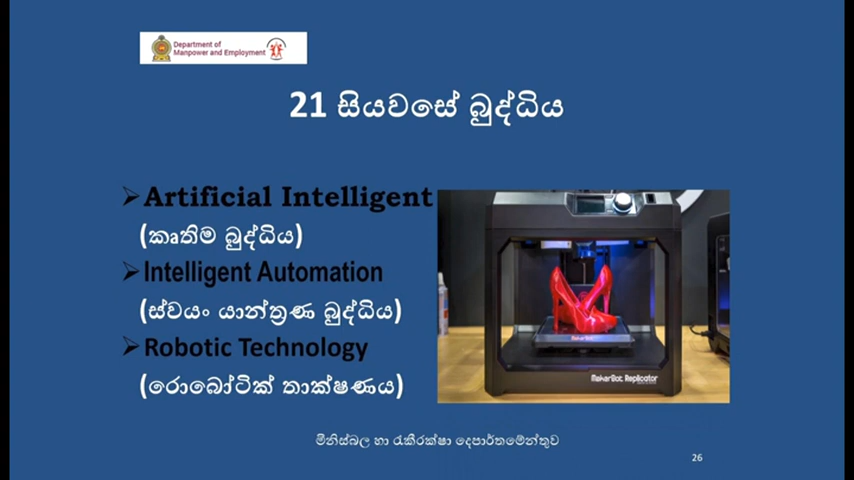 Department of
Manpower and Employment
21 සියවසේ බුද්ධිය
Artificial Intelligent
(කෘතිම බුද්ධිය)
Intelligent Automation
(ස්වයං යාන්ත්‍රණ බුද්ධිය)
Robotic Technology
(රොබෝටික් තාක්ෂණය)
MakerBot
MakerBot Replicator
මිනිස්බල හා රැකීරක්ෂා දෙපාර්තමේන්තුව
26